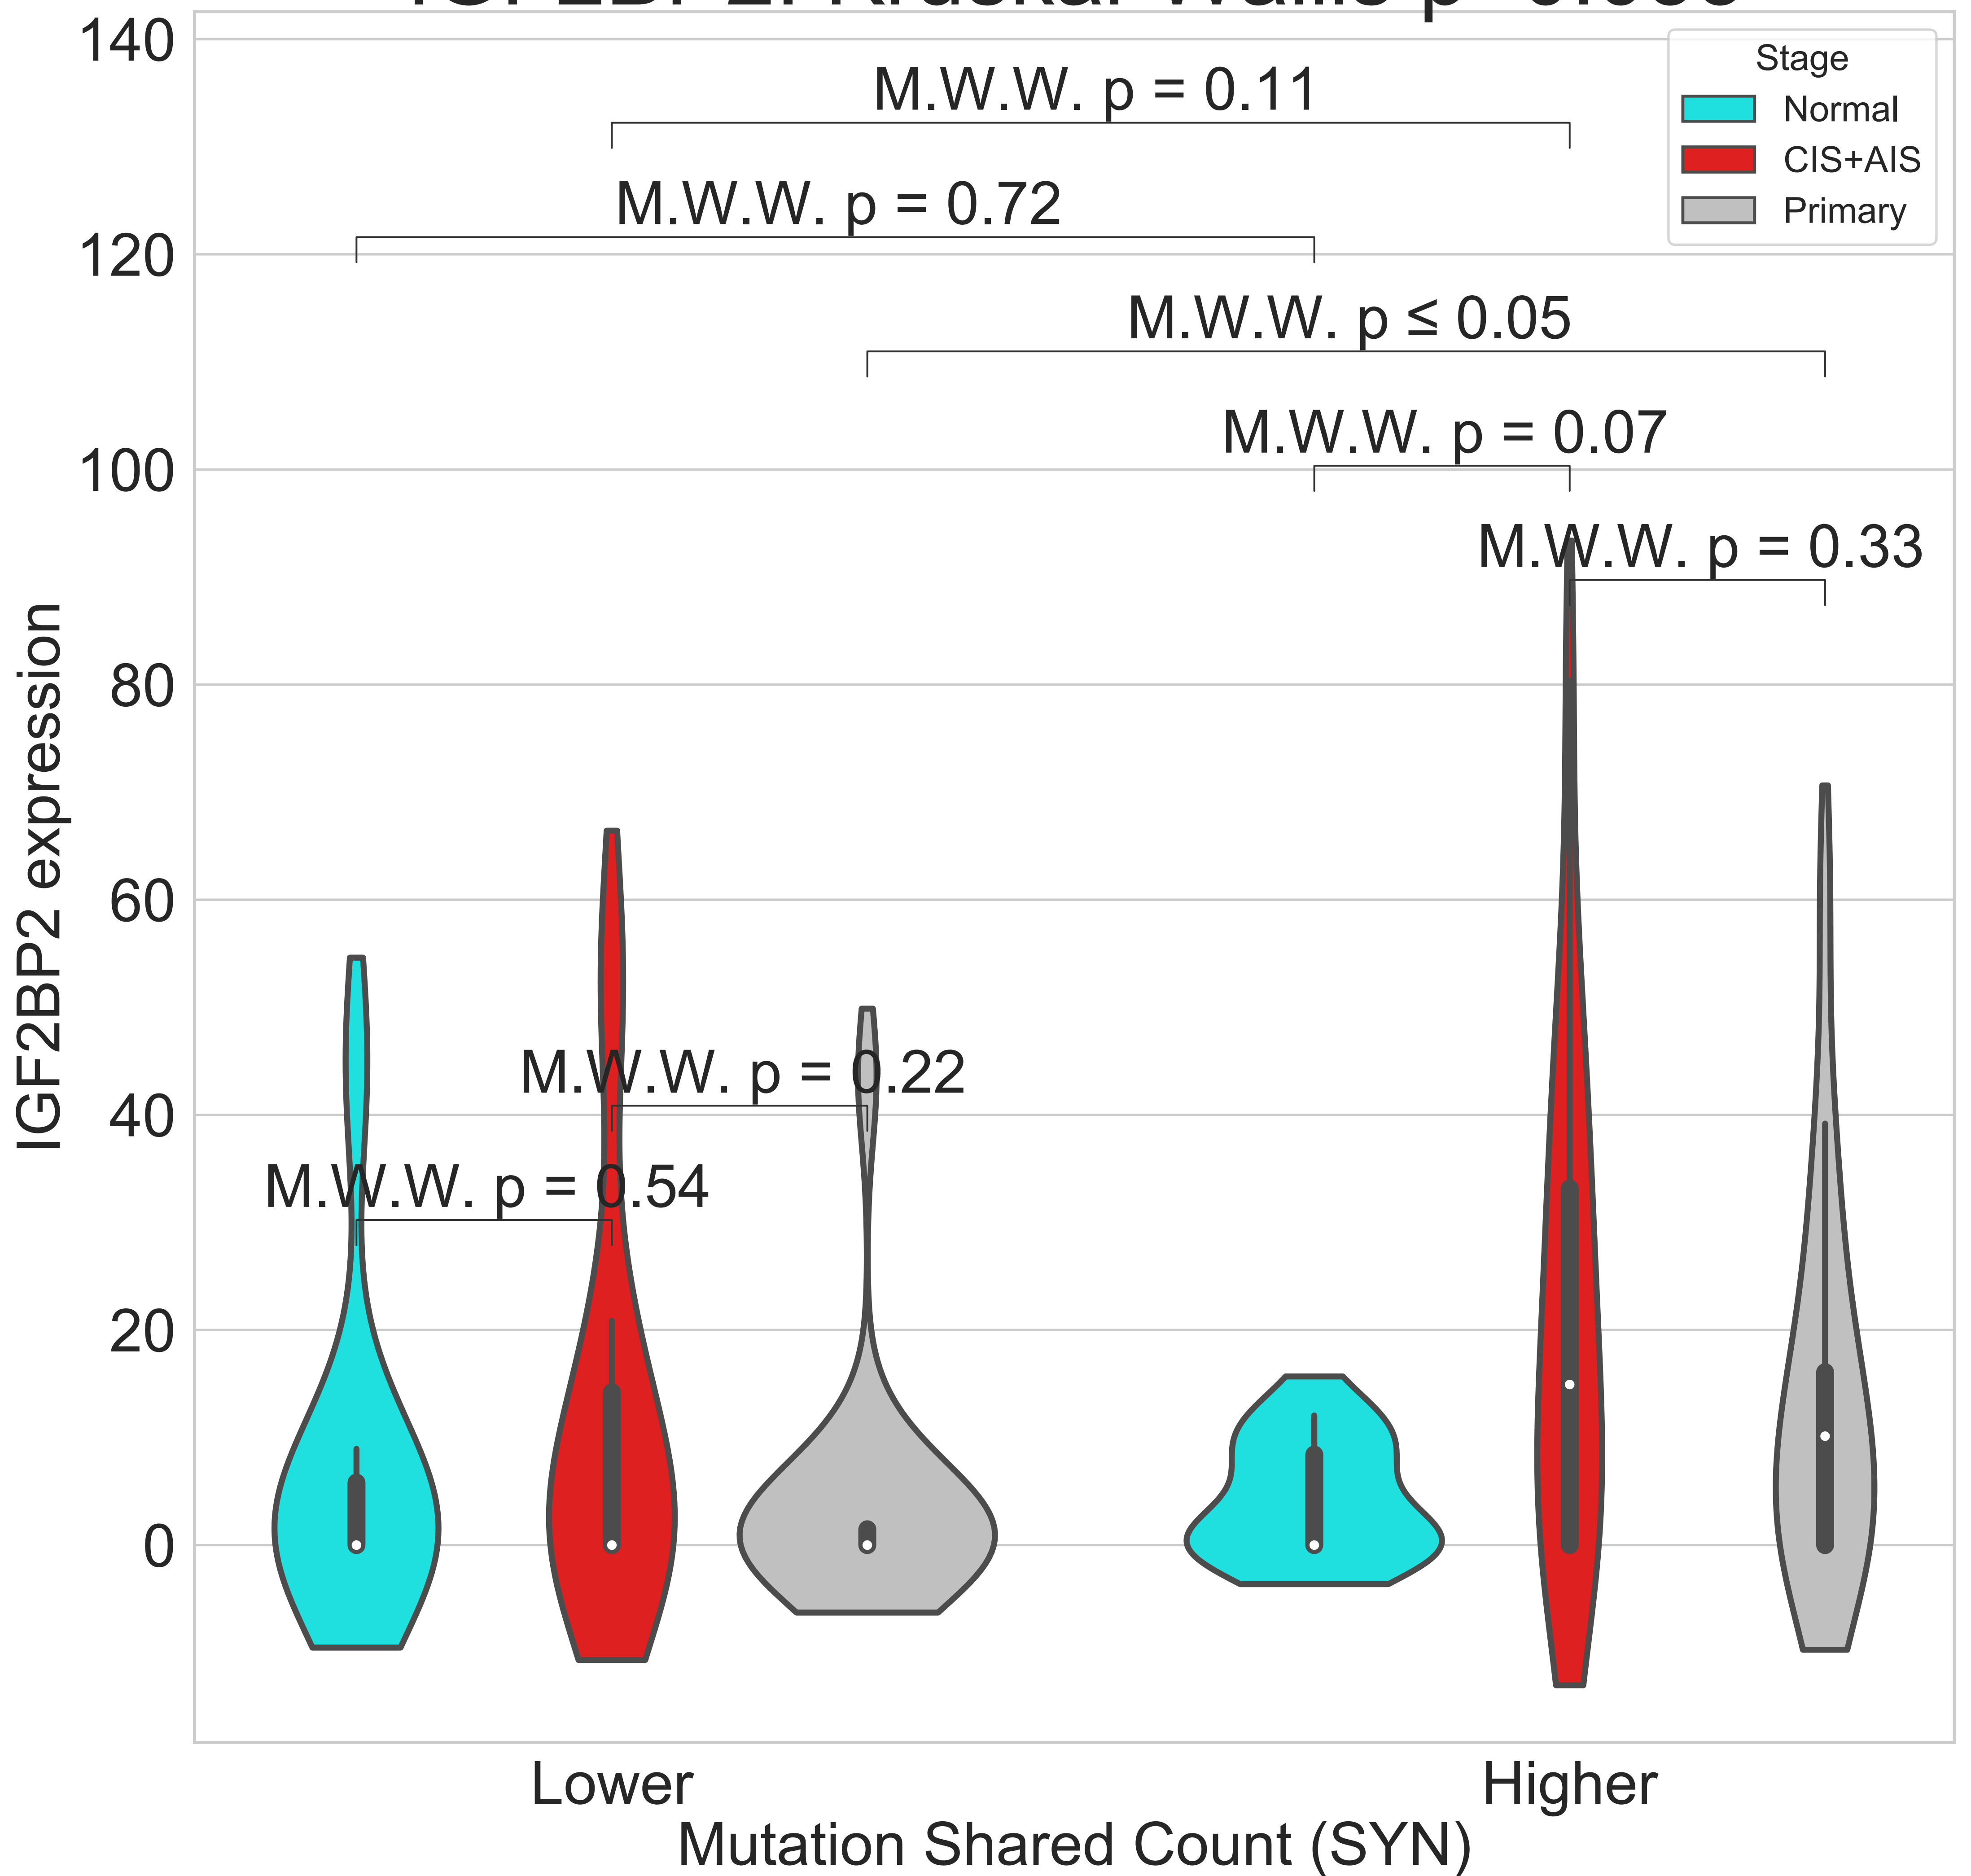 140
M.W.W. p = 0.11
Stage
Normal
CIS+AIS
Primary
M.W.W. p = 0.72
120
M.W.W. p ≤ 0.05
M.W.W. p = 0.07
100
M.W.W. p = 0.33
80
IGF2BP2 expression
60
M.W.W. p = 0.22
40
M.W.W. p = 0.54
20
0
Lower
Higher
Mutation Shared Count (SYN)